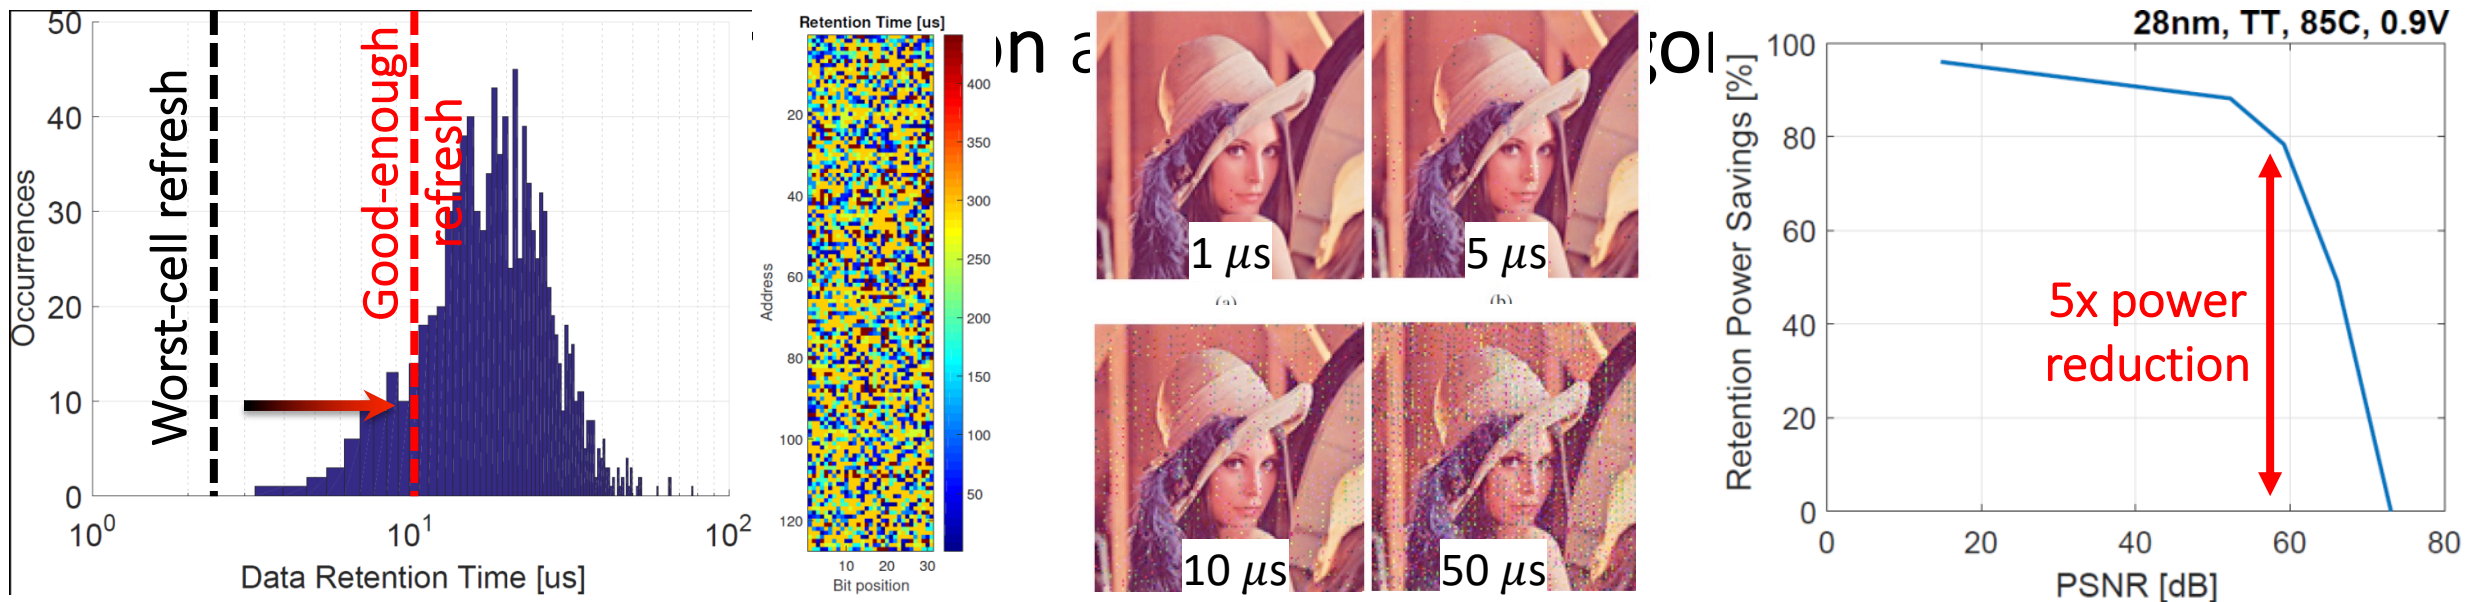 50
40
30
20
10
0
10^0
10^1
10^2
Occurrences
Data Retention Time [us]
Worst-cell refresh
Good-enough
refresh
Retention Time [us]
20
40
60
80
100
120
Address
10 20 30
Bit position
400
350
300
250
200
150
100
50
on a
gor
1 μs
5 μs
(a)
(b)
10 μs
50 μs
28nm, TT, 85C, 0.9V
100
80
60
40
20
0
Retention Power Savings [%]
5x power
reduction
0 20 40 60 80
PSNR [dB]